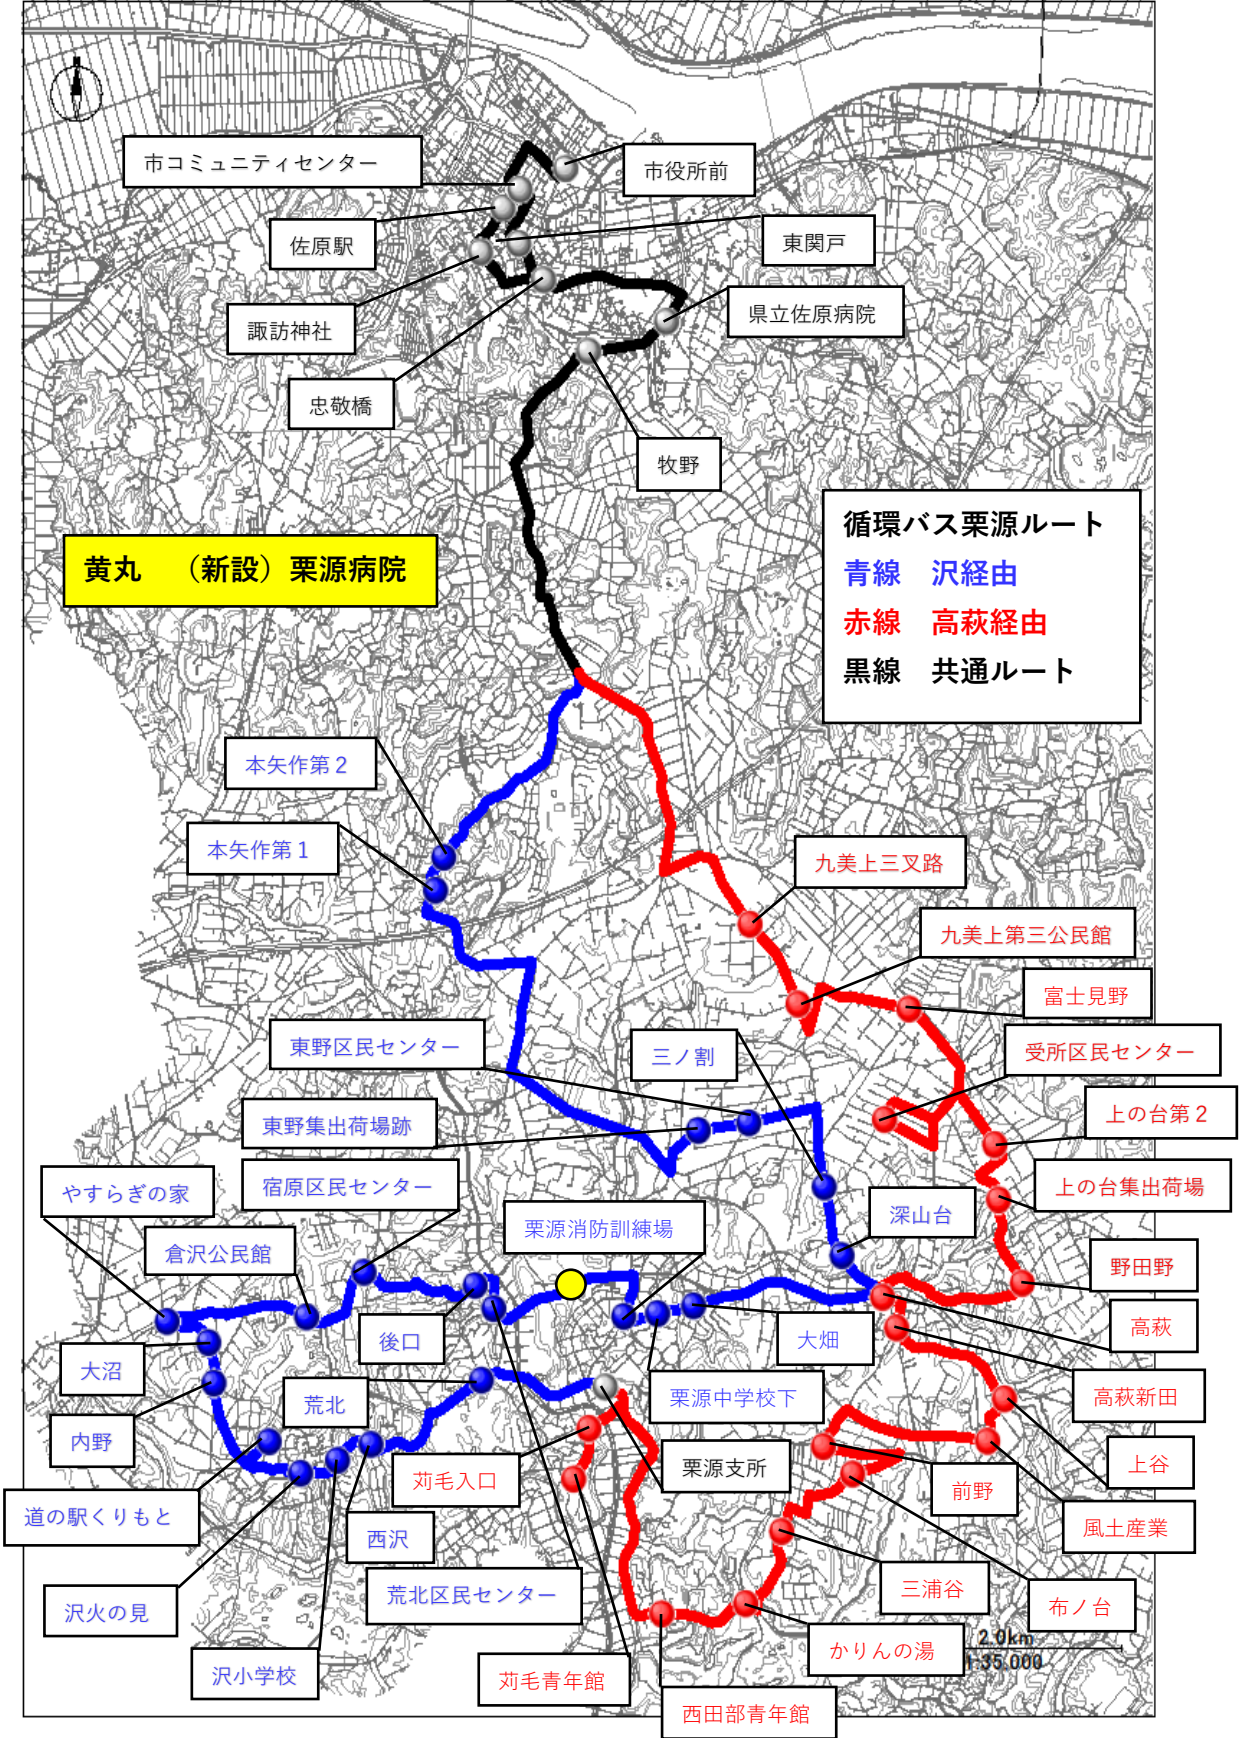 N
市コミュニティセンター
市役所前
佐原駅
東関戸
諏訪神社
県立佐原病院
忠敬橋
牧野
循環バス栗源ルート
青線　沢経由
赤線　高萩経由
黒線　共通ルート
黄丸　（新設）栗源病院
本矢作第２
本矢作第１
九美上三叉路
九美上第三公民館
富士見野
東野区民センター
三ノ割
受所区民センター
東野集出荷場跡
上の台第２
やすらぎの家
宿原区民センター
上の台集出荷場
倉沢公民館
栗源消防訓練場
深山台
野田野
後口
大畑
高萩
大沼
荒北
栗源中学校下
高萩新田
内野
苅毛入口
栗源支所
前野
上谷
道の駅くりもと
西沢
風土産業
沢火の見
荒北区民センター
三浦谷
布ノ台
沢小学校
苅毛青年館
かりんの湯
2.0km
1:35,000
西田部青年館